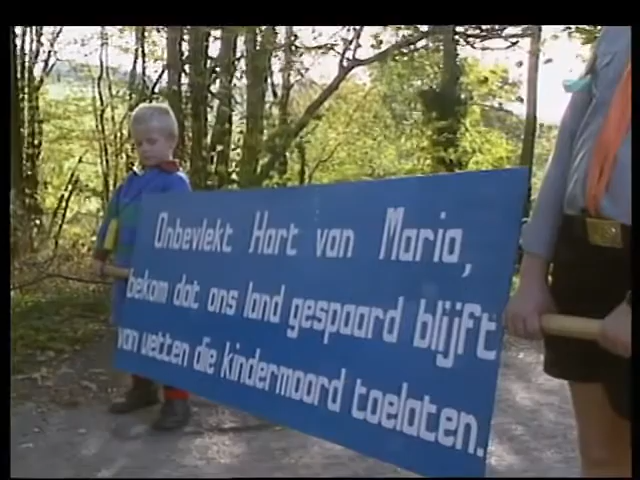 Onbevlekt Hart van Maria,
bekom dat ons land gespaard blijft
van wetten die kindermoord toelaten.